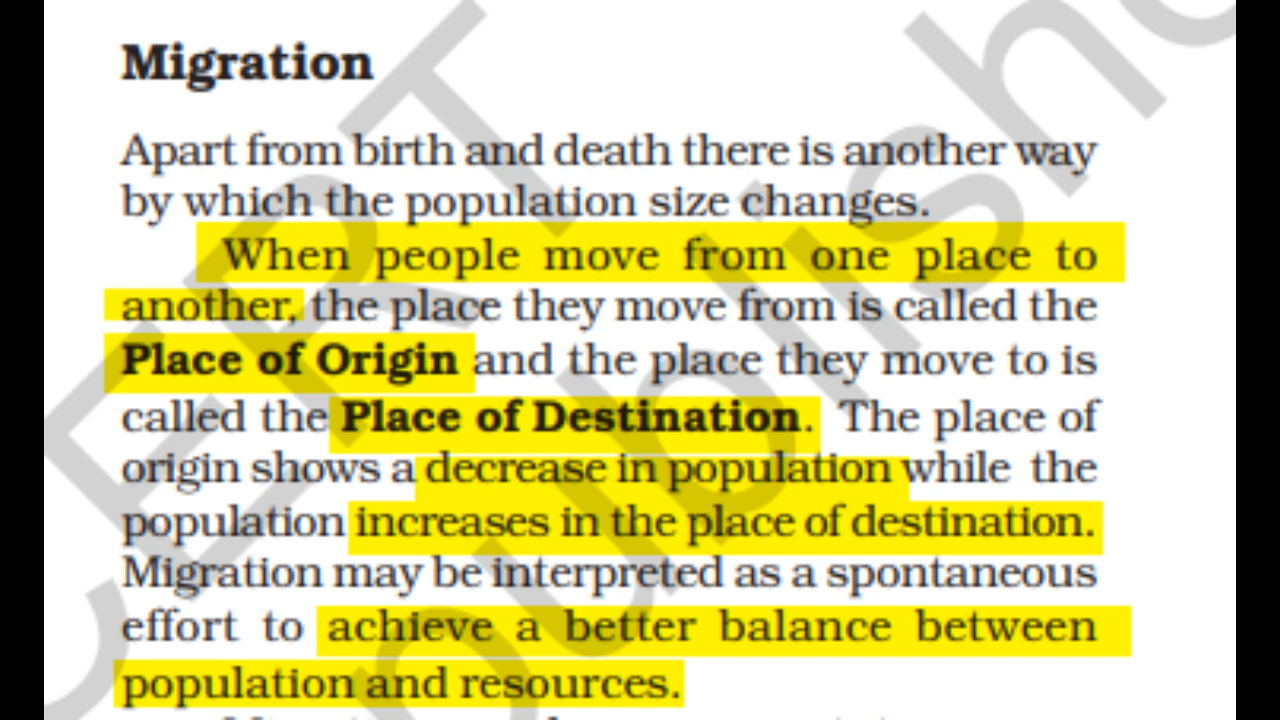 Migration
Apart from birth and death there is another way
by which the population size changes.
When people move from one place to
another, the place they move from is called the
Place of Origin and the place they move to is
called the Place of Destination. The place of
origin shows a decrease in population while the
population increases in the place of destination.
Migration may be interpreted as a spontaneous
effort to achieve a better balance between
population and resources.